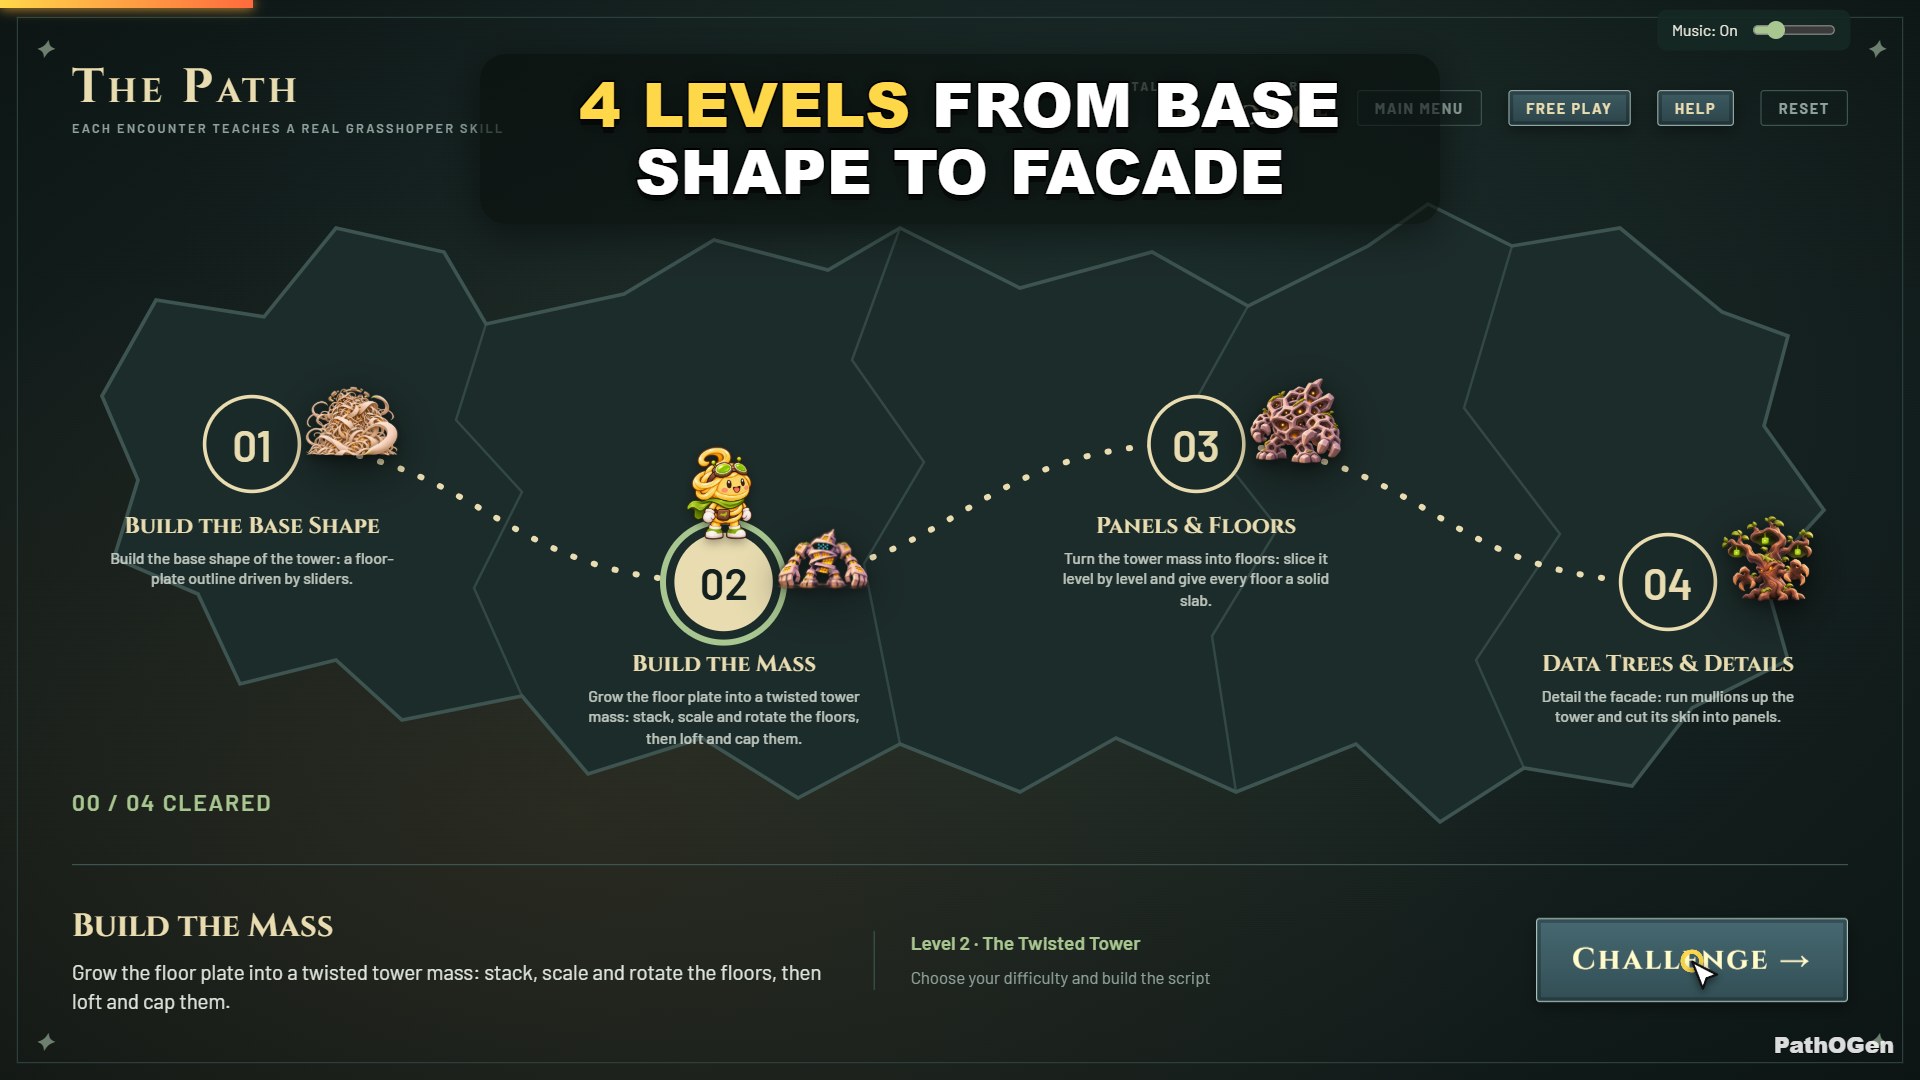 Music: On
The Path
EACH ENCOUNTER TEACHES A REAL GRASSHOPPER SKILL
4 LEVELS FROM BASE
SHAPE TO FACADE
MAIN MENU
FREE PLAY
HELP
RESET
01
Build the Base Shape
Build the base shape of the tower: a floor-
plate outline driven by sliders.
02
Build the Mass
Grow the floor plate into a twisted tower
mass: stack, scale and rotate the floors,
then loft and cap them.
03
Panels & Floors
Turn the tower mass into floors: slice it
level by level and give every floor a solid
slab.
04
Data Trees & Details
Detail the facade: run mullions up the
tower and cut its skin into panels.
00 / 04 CLEARED
Build the Mass
Grow the floor plate into a twisted tower mass: stack, scale and rotate the floors, then
loft and cap them.
Level 2 · The Twisted Tower
Choose your difficulty and build the script
Challenge →
PathOGen